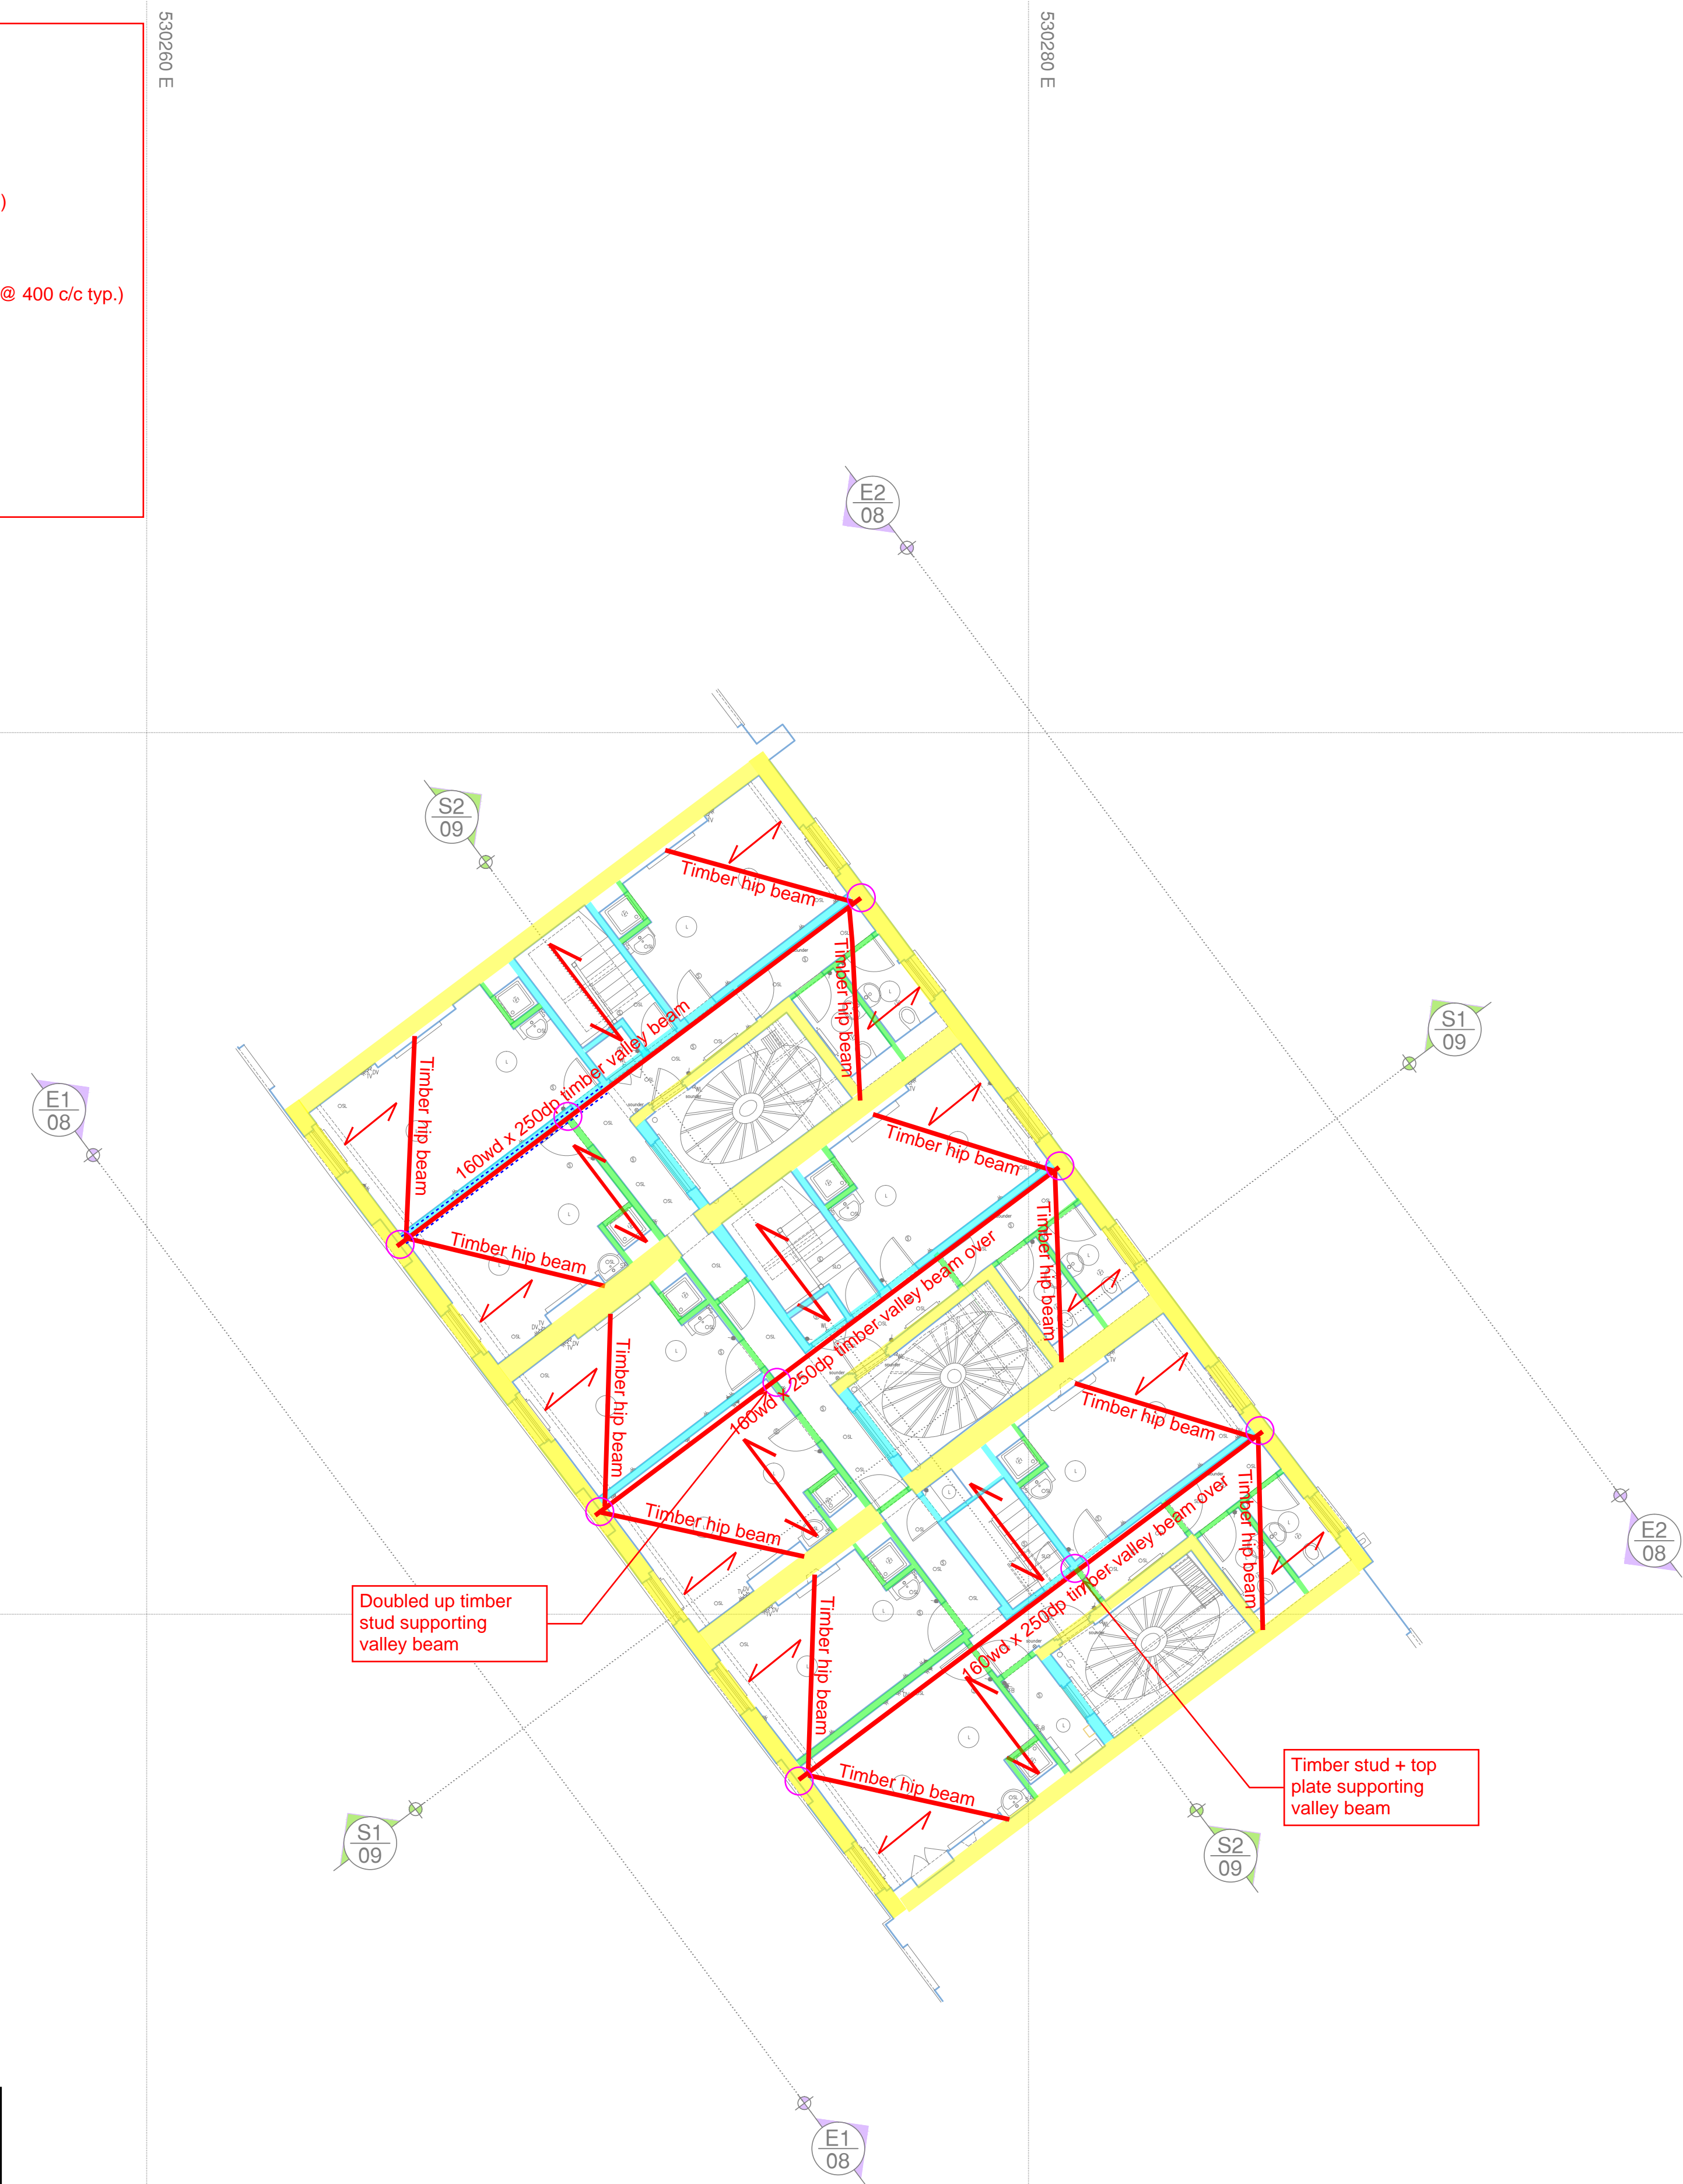 530260 E
530280 E
)
@ 400 c/c typ.)
E2
08
S2
09
S1
09
E1
08
Timber hip beam
Timber hip beam
160wd x 250dp timber valley beam
Timber hip beam
Timber hip beam
Timber hip beam
Timber hip beam
160wd x 250dp timber valley beam over
Timber hip beam
Timber hip beam
Timber hip beam
Timber hip beam
160wd x 250dp timber valley beam over
Timber hip beam
Timber hip beam
Doubled up timber
stud supporting
valley beam
Timber stud + top
plate supporting
valley beam
E2
08
S1
09
S2
09
E1
08